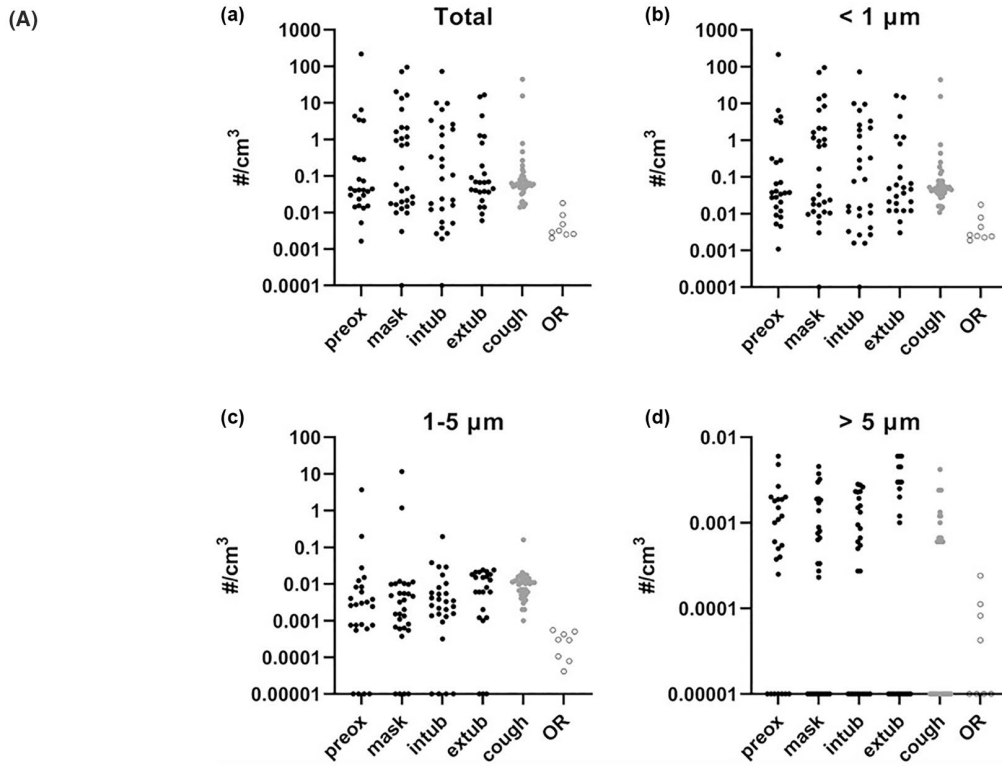 (A)
(a) Total
#/cm³
1000
100
10
1
0.1
0.01
0.001
0.0001
preox mask intub extub cough OR
(b) < 1 µm
#/cm³
1000
100
10
1
0.1
0.01
0.001
0.0001
preox mask intub extub cough OR
(c) 1-5 µm
#/cm³
100
10
1
0.1
0.01
0.001
0.0001
0.00001
preox mask intub extub cough OR
(d) > 5 µm
#/cm³
0.01
0.001
0.0001
0.00001
preox mask intub extub cough OR